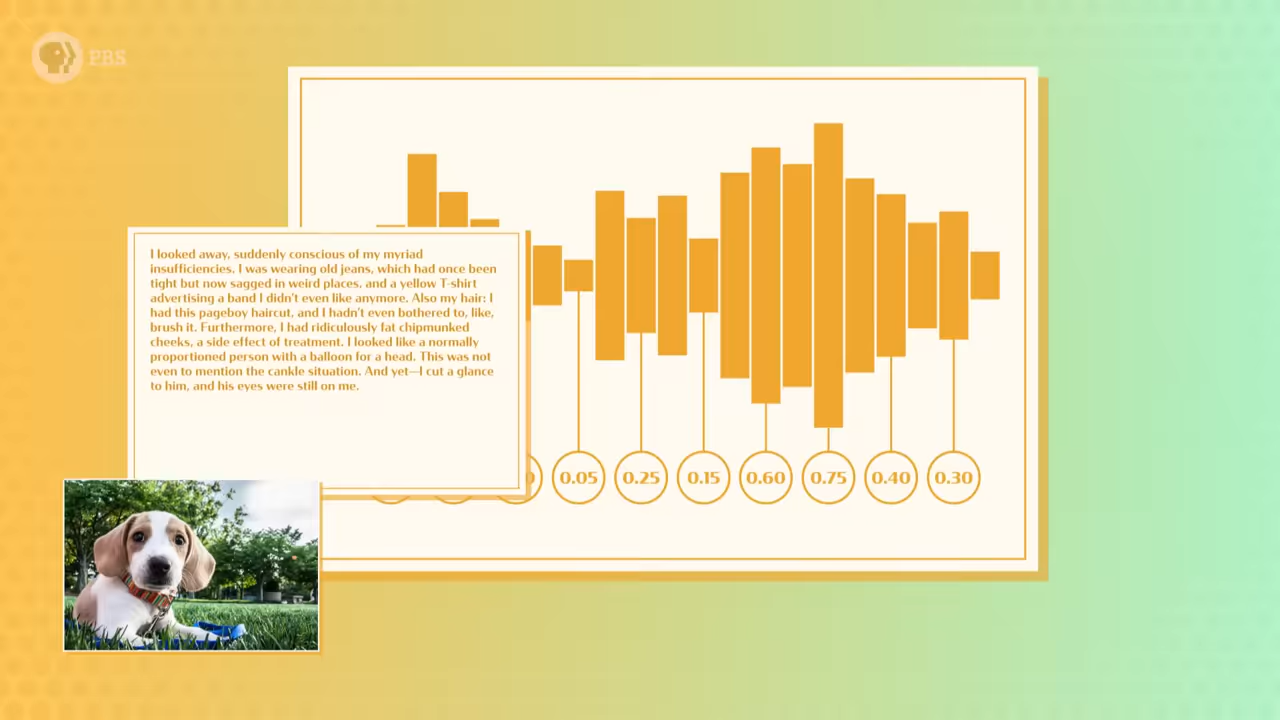 PBS
I looked away, suddenly conscious of my myriad
insufficiencies. I was wearing old jeans, which had once been
tight but now sagged in weird places, and a yellow T-shirt
advertising a band I didn't even like anymore. Also my hair: I
had this pageboy haircut, and I hadn't even bothered to, like,
brush it. Furthermore, I had ridiculously fat chipmunked
cheeks, a side effect of treatment. I looked like a normally
proportioned person with a balloon for a head. This was not
even to mention the cankle situation. And yet—I cut a glance
to him, and his eyes were still on me.
0.05 0.25 0.15 0.60 0.75 0.40 0.30